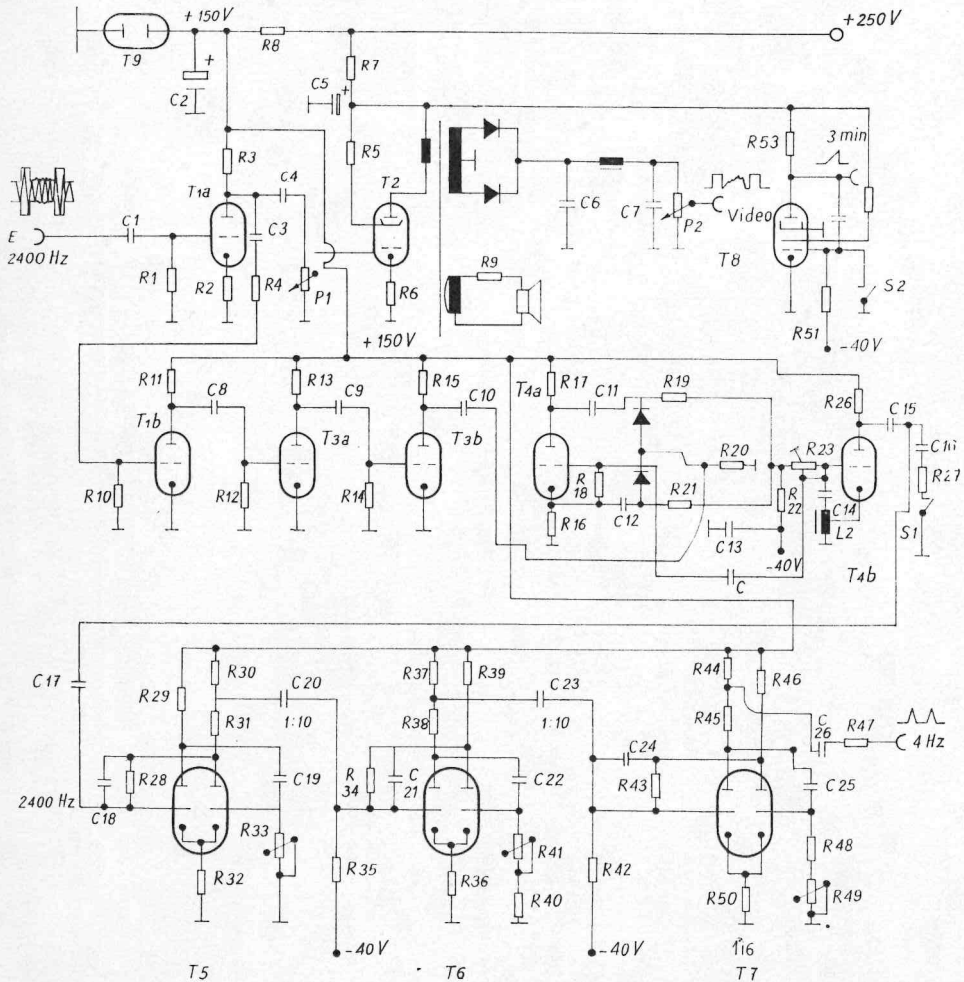 +150V
+250V
T9
R8
C2
C5
R7
R3
R5
C4
T1a
T2
R53
3 min
E
2400 Hz
C1
C3
C6
C7
P2
Video
R1
R2
R4
P1
R6
R9
T8
S2
R51
-40V
+150V
R11
C8
R13
C9
R15
C10
T4a
R17
C11
R19
R26
C15
T1b
T3a
T3b
R20
R23
C16
R27
R10
R12
R14
R18
R16
C12
R21
R22
C14
L2
S1
C13
-40V
C
T4b
C17
R29
R30
R31
C20
1:10
R37
R39
R38
C23
1:10
R44
R46
R45
C26
R47
4 Hz
2400 Hz
C18
R28
C19
R34
C21
C22
C24
R43
C25
R33
R32
R35
R41
R36
R40
R42
R48
R50
R49
-40V
-40V
1:16
T5
T6
T7